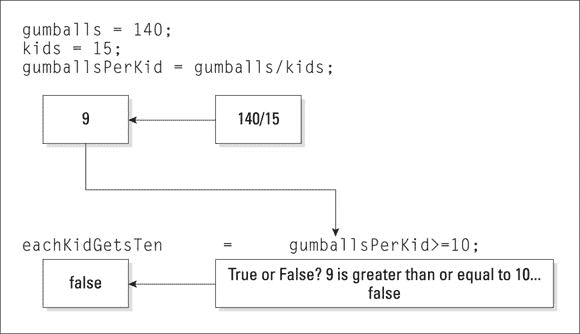 gumballs = 140;
kids = 15;
gumballsPerKid = gumballs/kids;
9
140/15
eachKidGetsTen = gumballsPerKid>=10;
false
True or False? 9 is greater than or equal to 10...
false